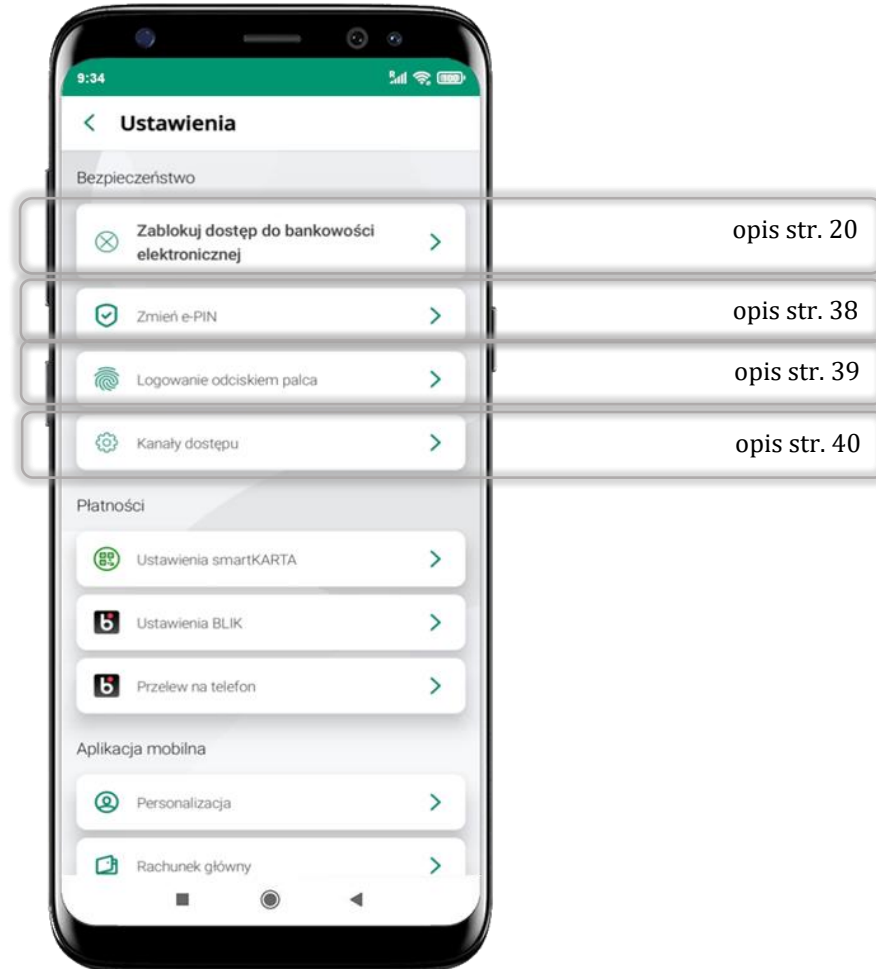 9:34
Ustawienia
Bezpieczeństwo
Zablokuj dostęp do bankowości
elektronicznej
opis str. 20
Zmień e-PIN
opis str. 38
Logowanie odciskiem palca
opis str. 39
Kanały dostępu
opis str. 40
Płatności
Ustawienia smartKARTA
Ustawienia BLIK
Przelew na telefon
Aplikacja mobilna
Personalizacja
Rachunek główny